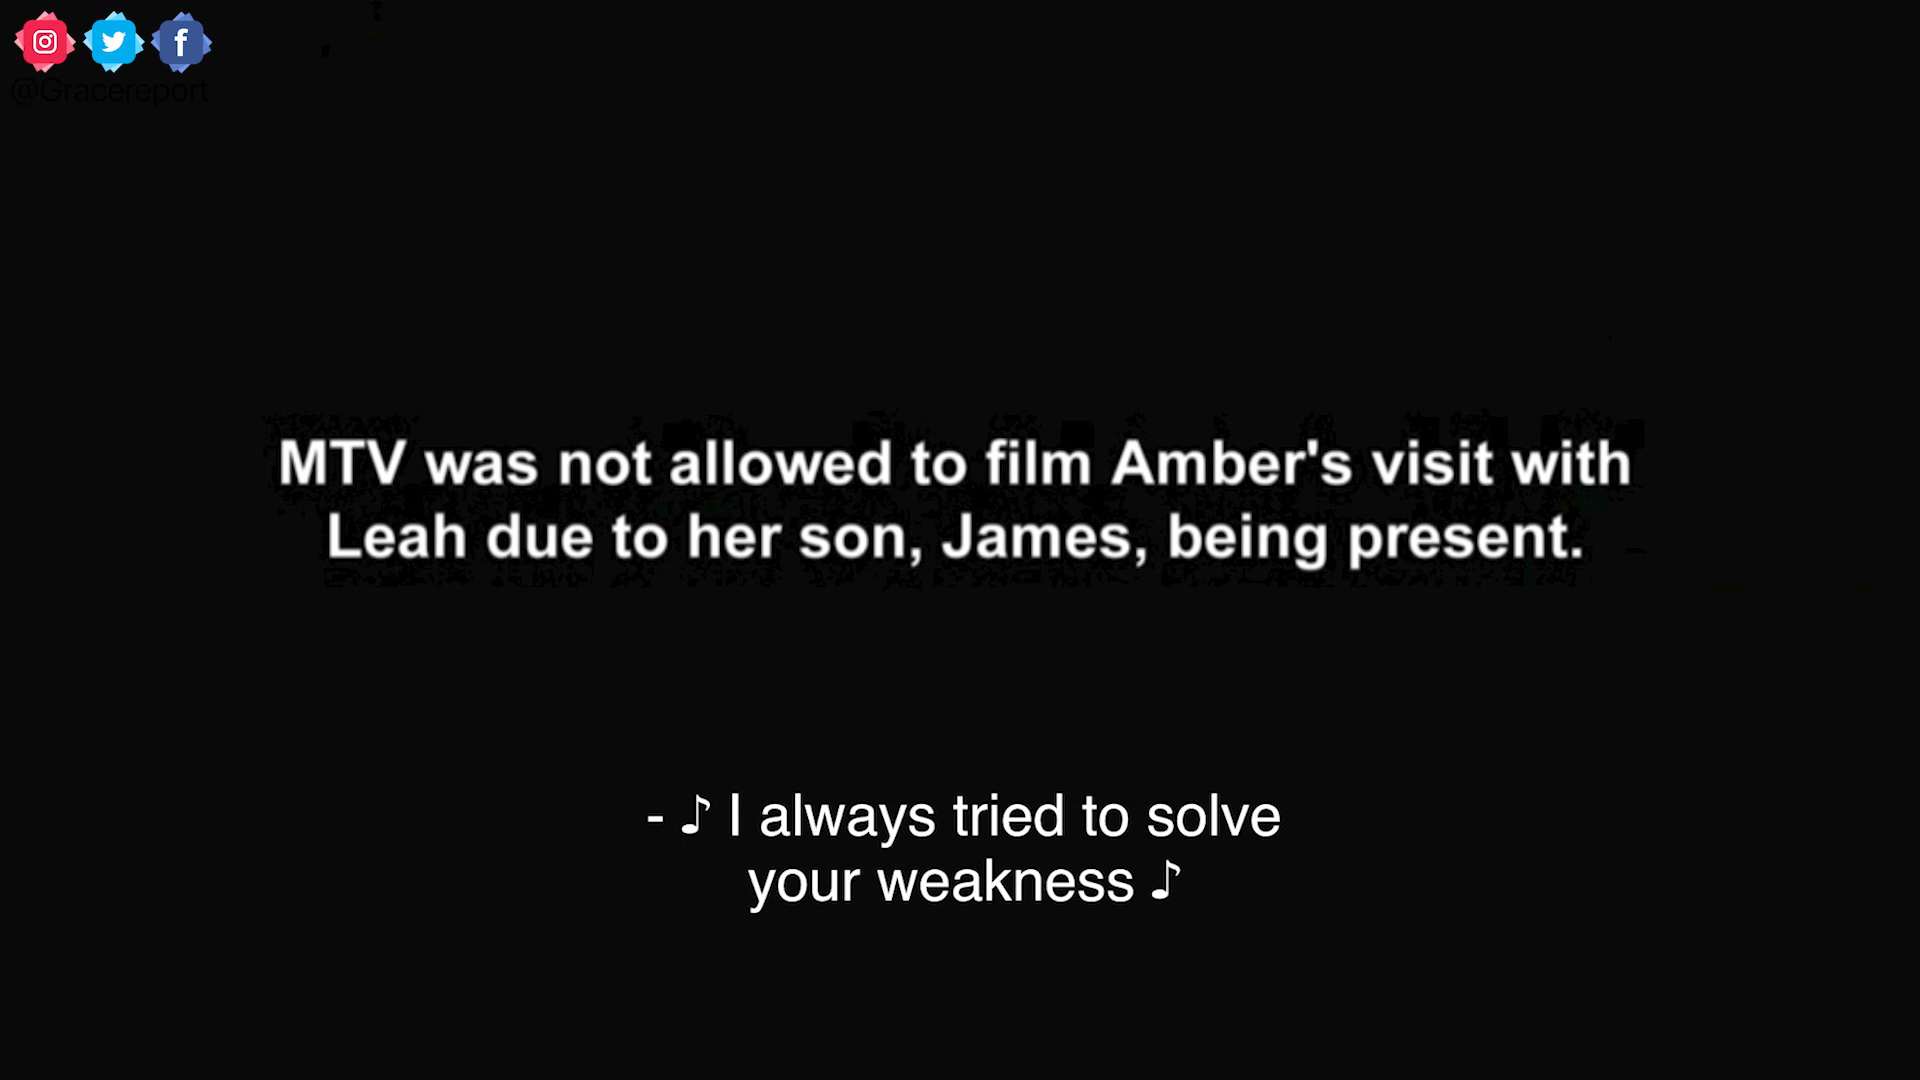 @Gracereport
MTV was not allowed to film Amber's visit with
Leah due to her son, James, being present.
- ♪ I always tried to solve
your weakness ♪